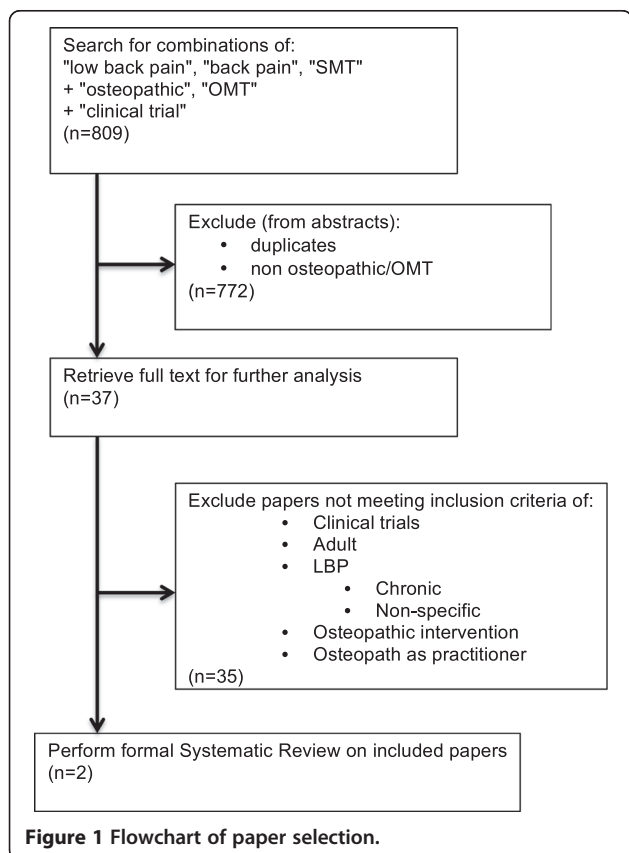 Search for combinations of:
"low back pain", "back pain", "SMT"
+ "osteopathic", "OMT"
+ "clinical trial"
(n=809)
Exclude (from abstracts):
• duplicates
• non osteopathic/OMT
(n=772)
Retrieve full text for further analysis
(n=37)
Exclude papers not meeting inclusion criteria of:
• Clinical trials
• Adult
• LBP
• Chronic
• Non-specific
• Osteopathic intervention
• Osteopath as practitioner
(n=35)
Perform formal Systematic Review on included papers
(n=2)
Figure 1 Flowchart of paper selection.